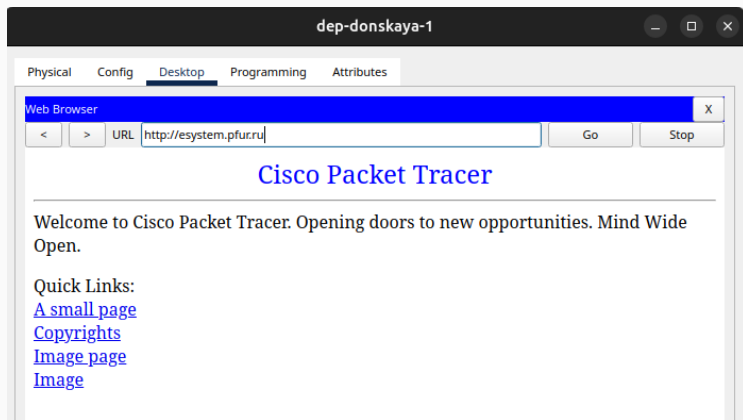 dep-donskaya-1
Physical Config Desktop Programming Attributes
Web Browser X
< > URL http://esystem.pfur.ru Go Stop
Cisco Packet Tracer
Welcome to Cisco Packet Tracer. Opening doors to new opportunities. Mind Wide
Open.
Quick Links:
A small page
Copyrights
Image page
Image